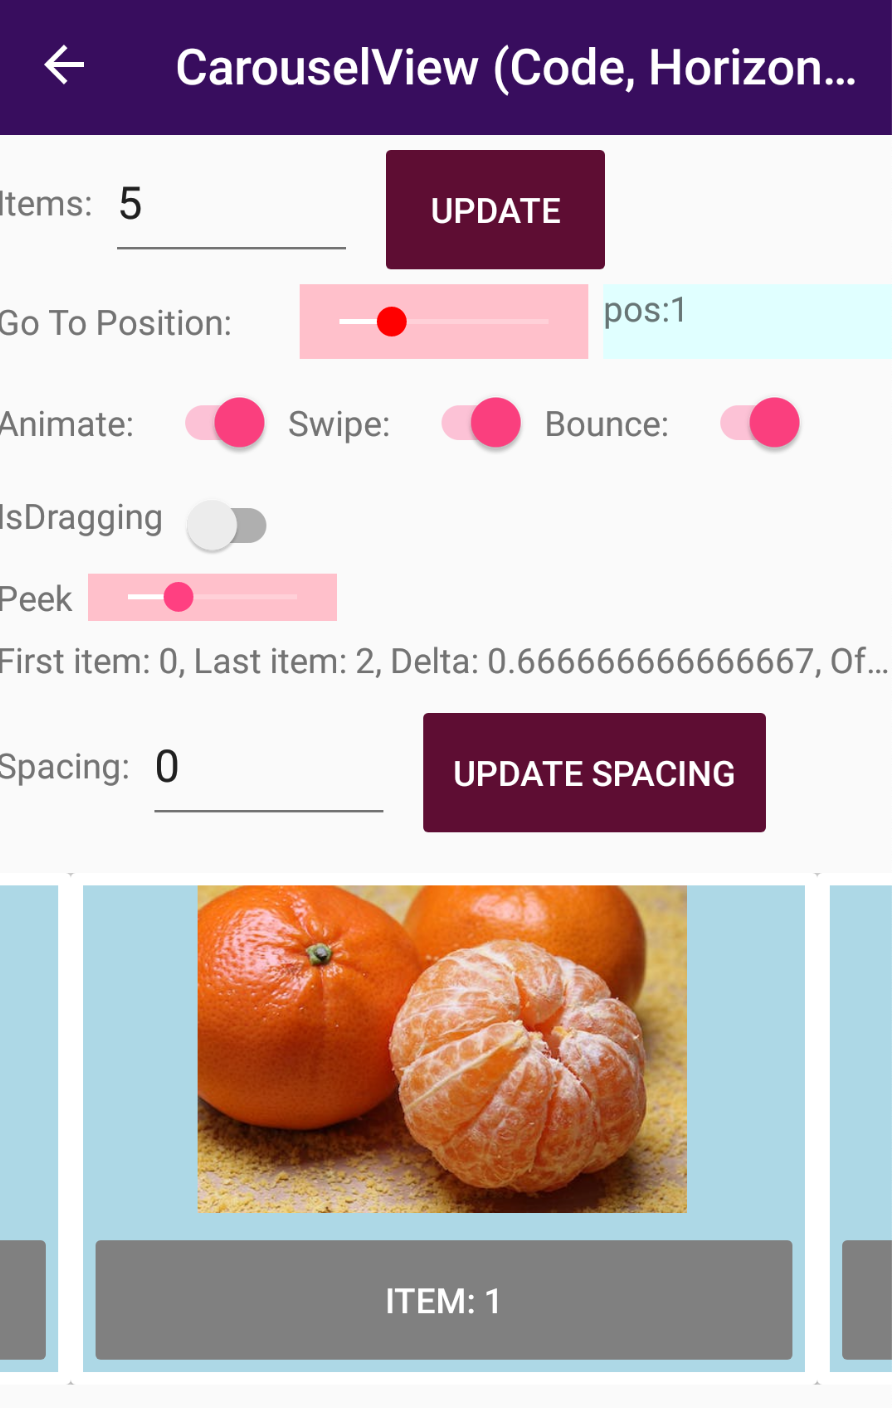 CarouselView (Code, Horizon...
Items: 5 UPDATE
Go To Position: pos:1
Animate: Swipe: Bounce:
IsDragging
Peek
First item: 0, Last item: 2, Delta: 0.666666666666667, Of...
Spacing: 0 UPDATE SPACING
ITEM: 1